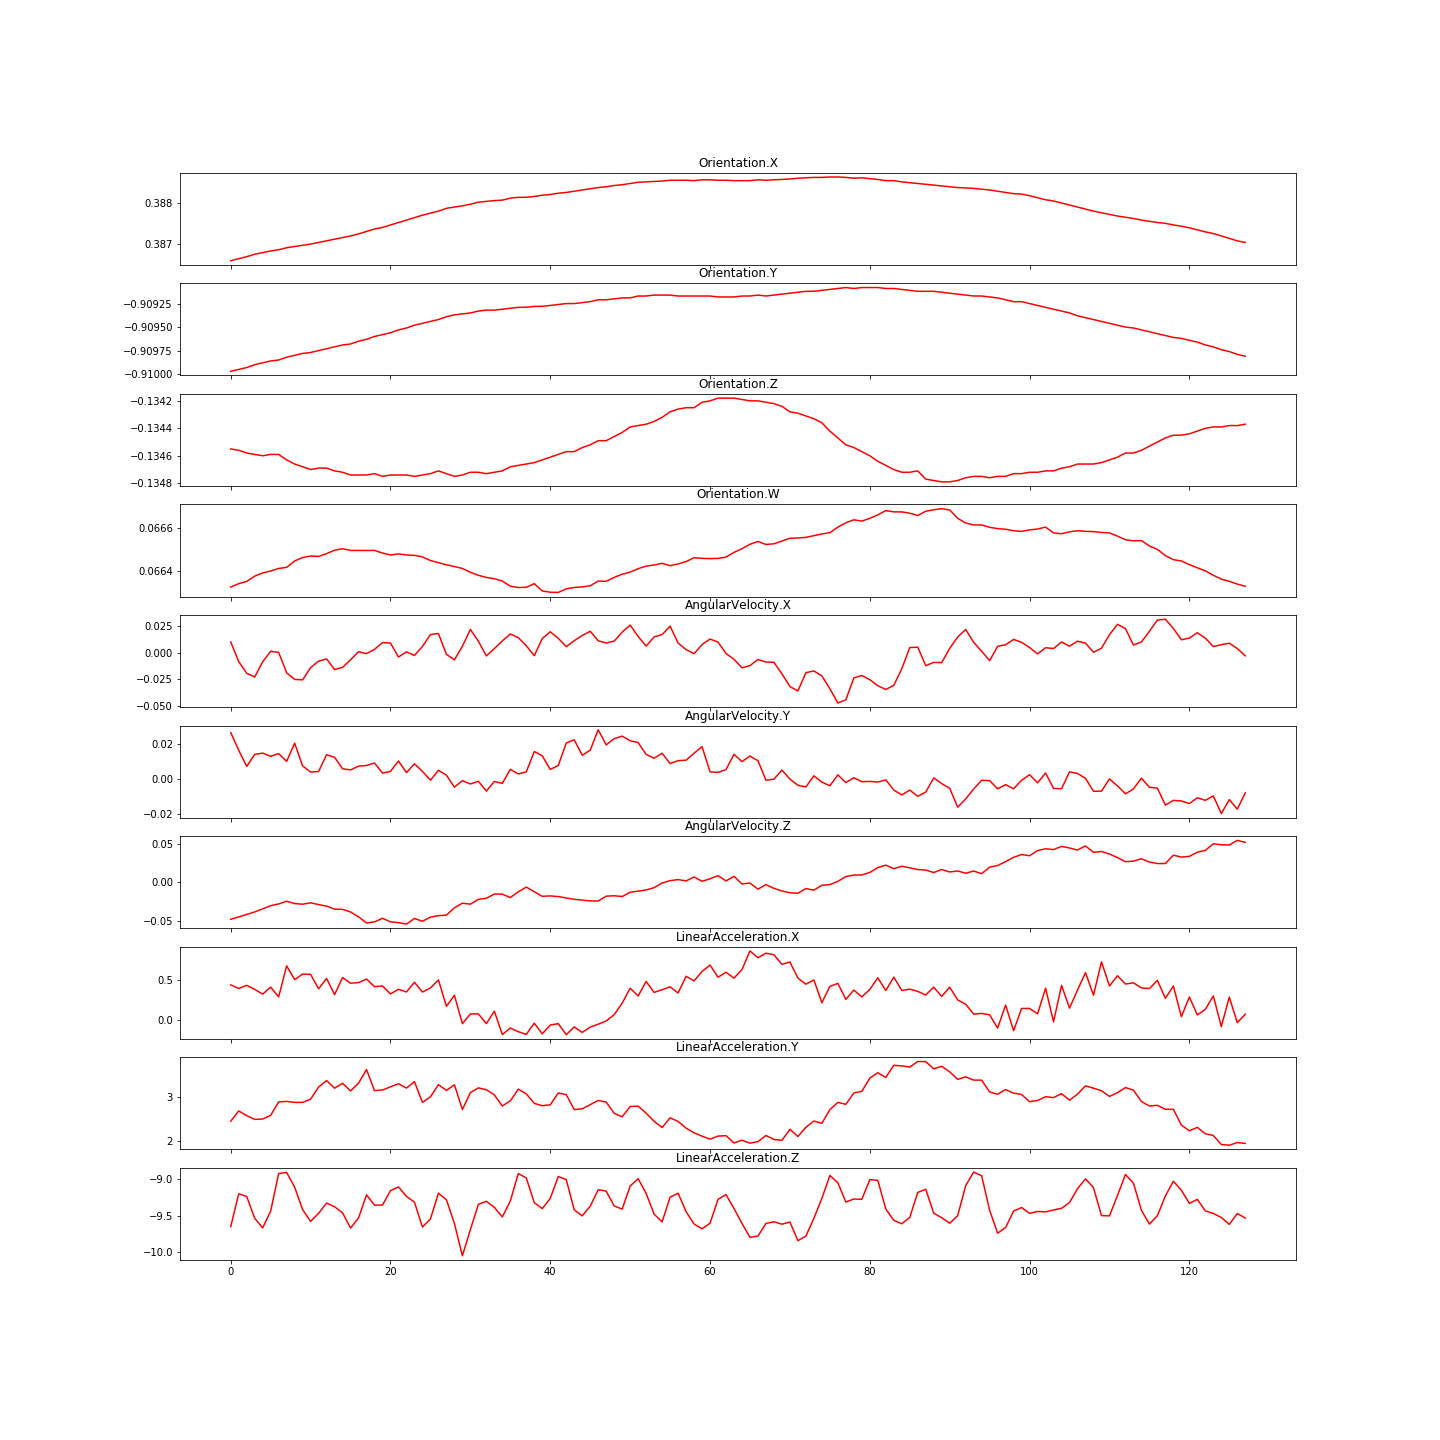 Orientation.X
0.388
0.387
Orientation.Y
−0.90925
−0.90950
−0.90975
−0.91000
Orientation.Z
−0.1342
−0.1344
−0.1346
−0.1348
Orientation.W
0.0666
0.0664
AngularVelocity.X
0.025
0.000
−0.025
−0.050
AngularVelocity.Y
0.02
0.00
−0.02
AngularVelocity.Z
0.05
0.00
−0.05
LinearAcceleration.X
0.5
0.0
LinearAcceleration.Y
3
2
LinearAcceleration.Z
−9.0
−9.5
−10.0
0 20 40 60 80 100 120